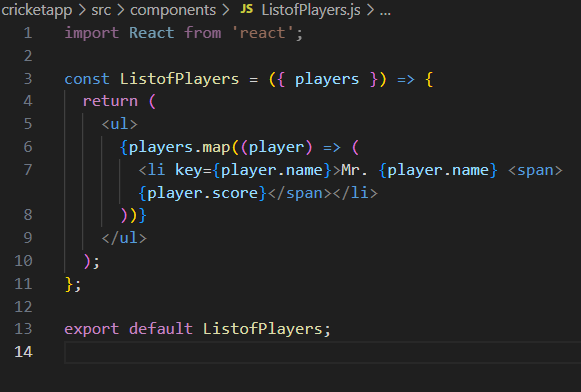 cricketapp > src > components > JS ListofPlayers.js > ...
1 import React from 'react';
2
3 const ListofPlayers = ({ players }) => {
4   return (
5     <ul>
6       {players.map((player) => (
7         <li key={player.name}>Mr. {player.name} <span>
        {player.score}</span></li>
8       ))}
9     </ul>
10   );
11 };
12
13 export default ListofPlayers;
14